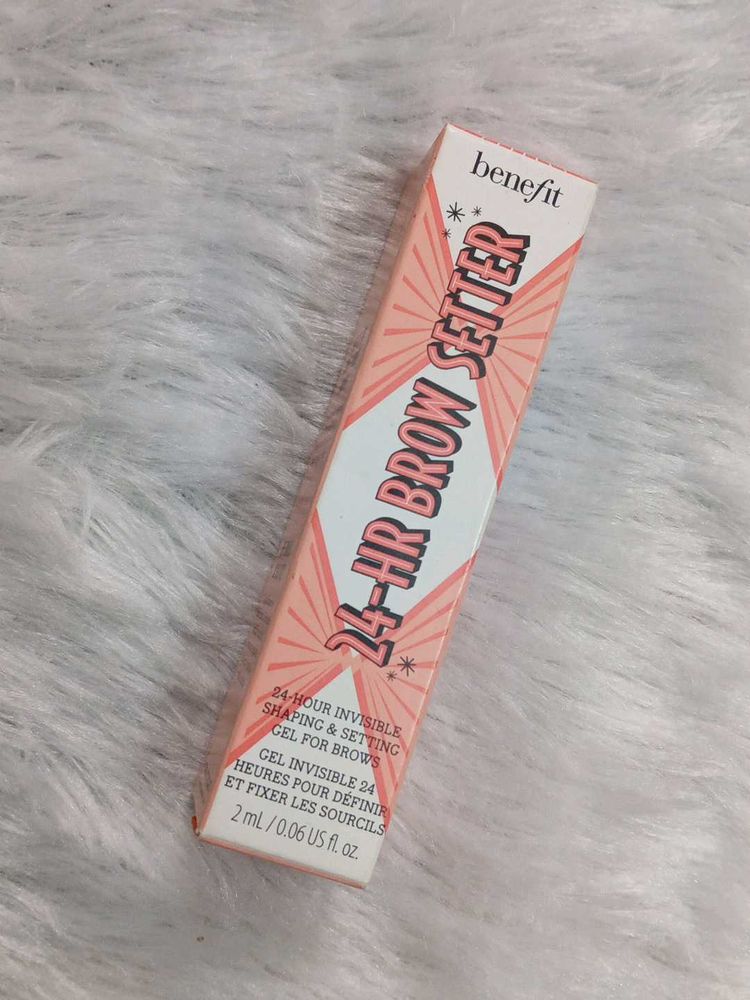 benefit
24-HR BROW SETTER
24-HOUR INVISIBLE
SHAPING & SETTING
GEL FOR BROWS
GEL INVISIBLE 24
HEURES POUR DÉFINIR
ET FIXER LES SOURCILS
2 mL / 0.06 US fl. oz.